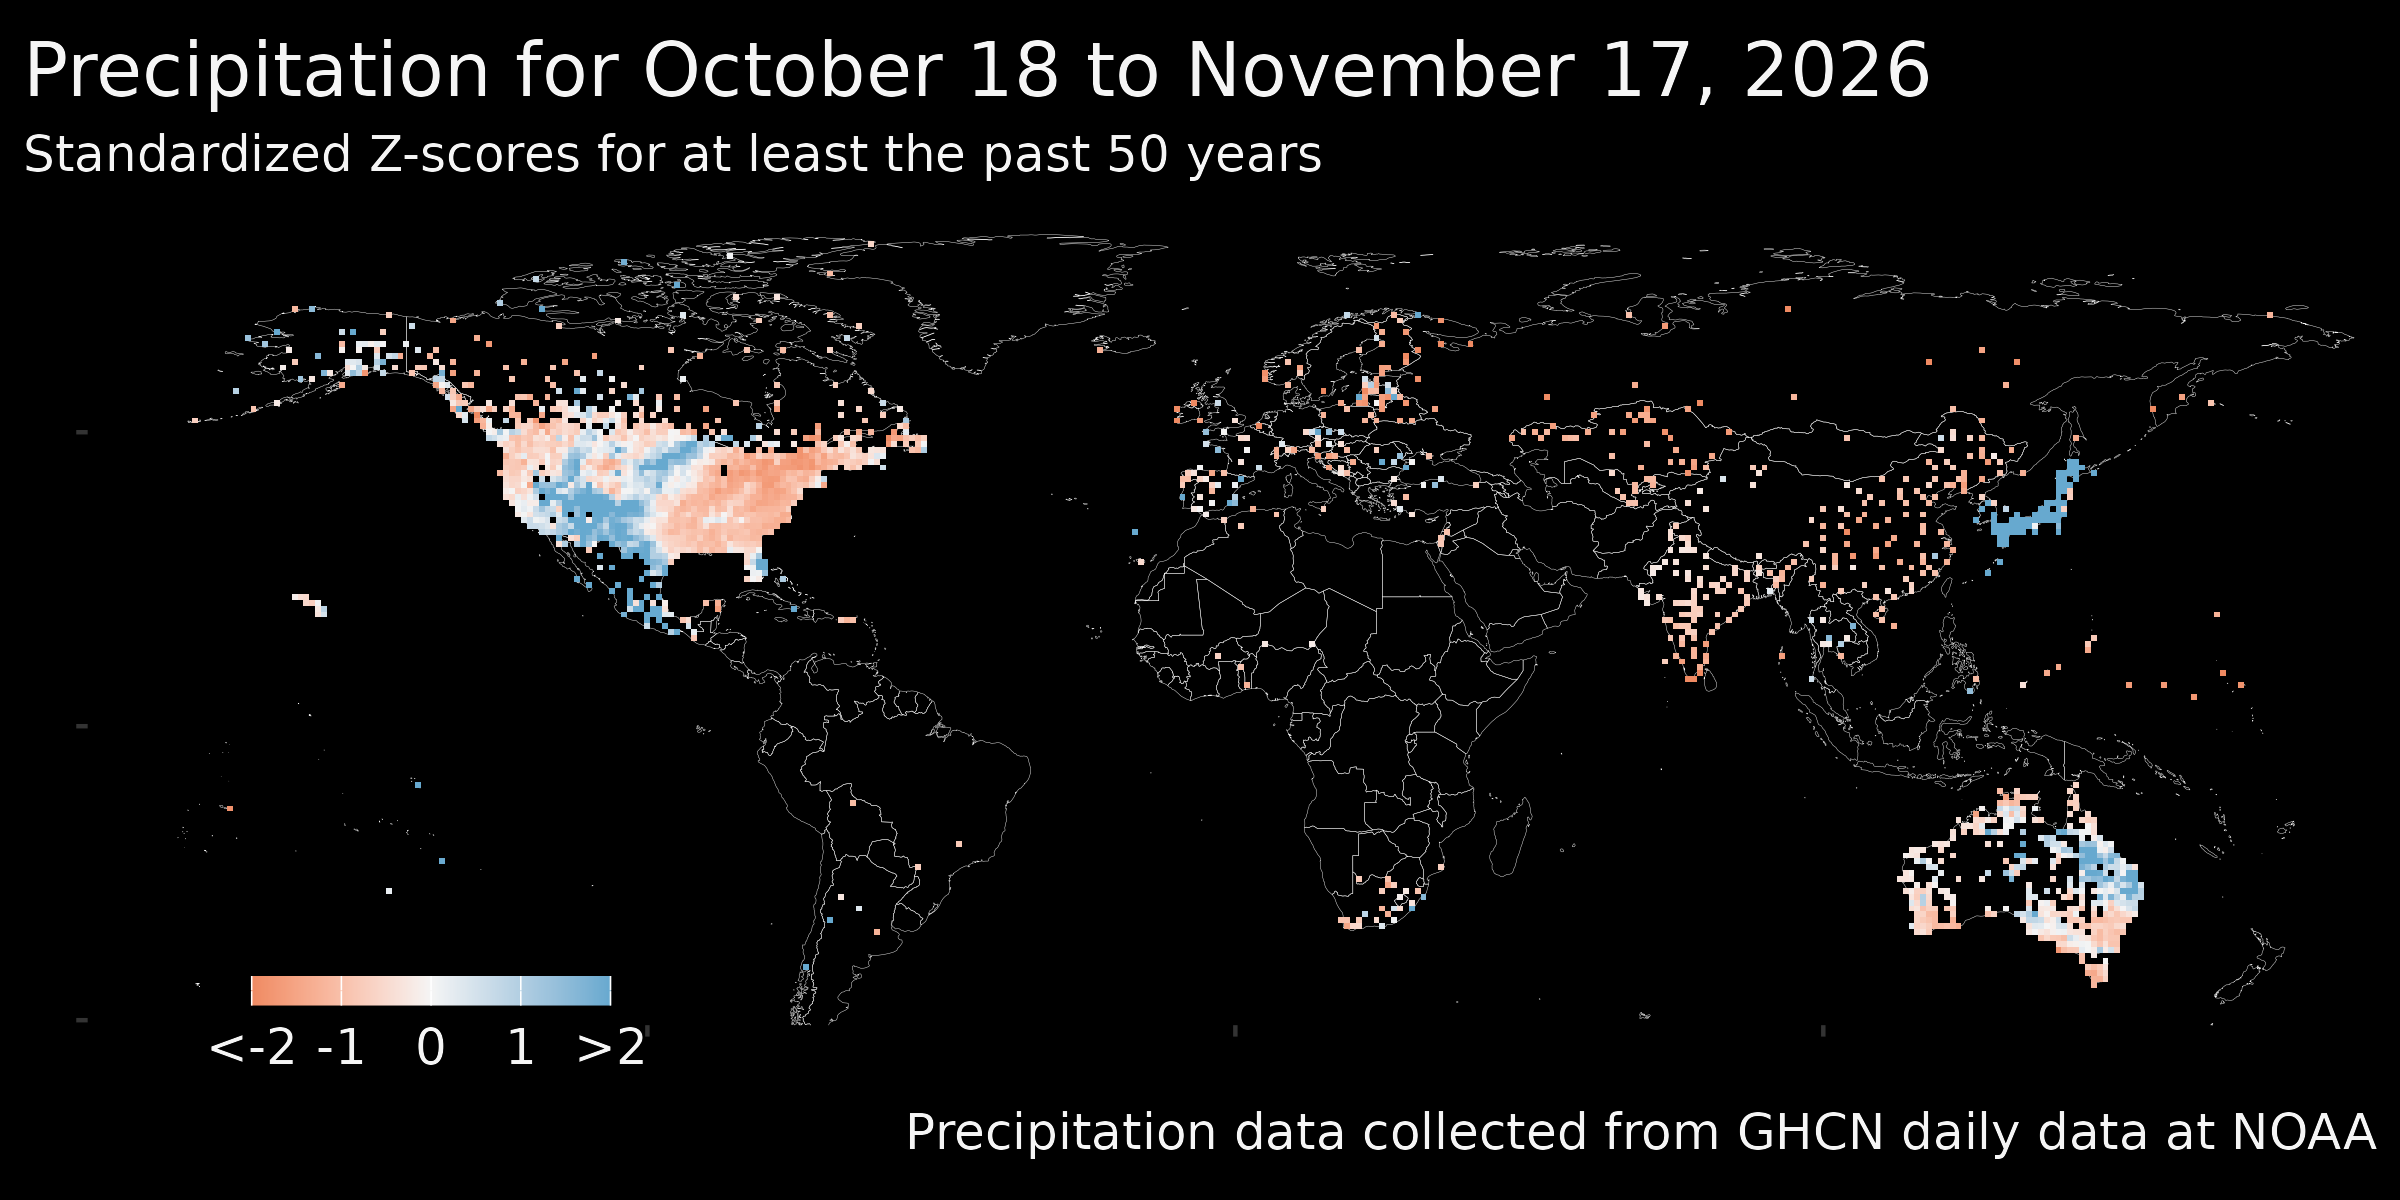 Precipitation for October 18 to November 17, 2026
Standardized Z-scores for at least the past 50 years
<-2 -1 0 1 >2
Precipitation data collected from GHCN daily data at NOAA